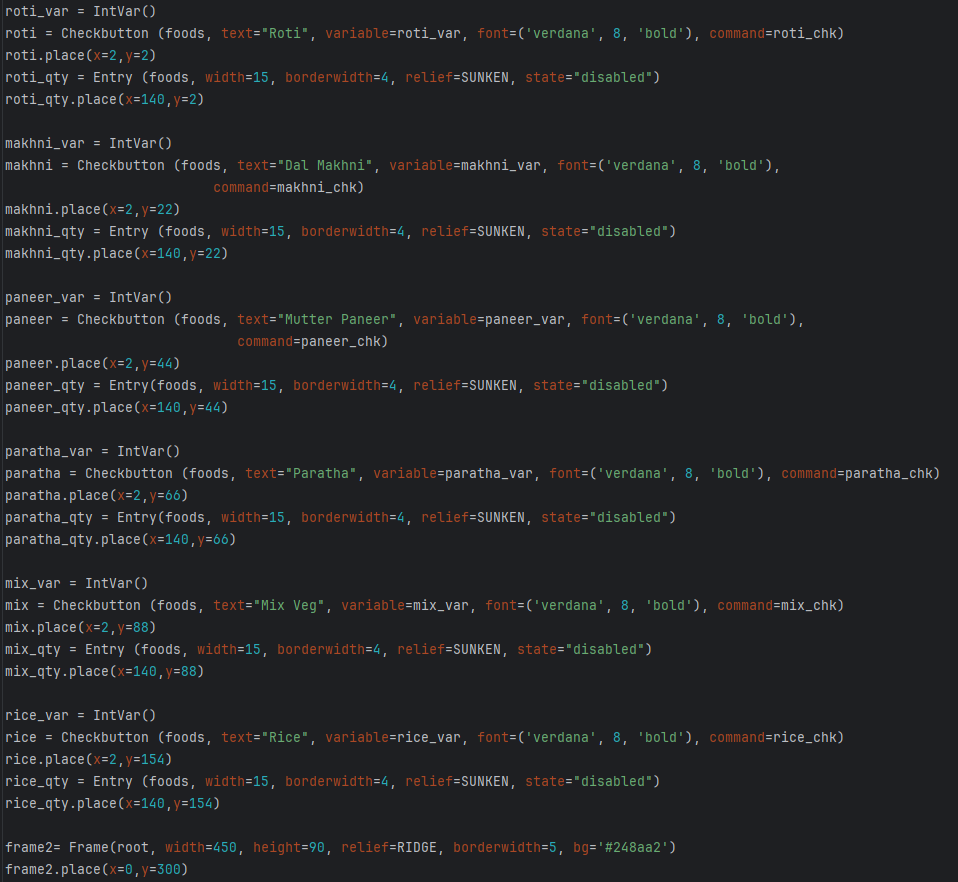 roti_var = IntVar()
roti = Checkbutton (foods, text="Roti", variable=roti_var, font=('verdana', 8, 'bold'), command=roti_chk)
roti.place(x=2,y=2)
roti_qty = Entry (foods, width=15, borderwidth=4, relief=SUNKEN, state="disabled")
roti_qty.place(x=140,y=2)

makhni_var = IntVar()
makhni = Checkbutton (foods, text="Dal Makhni", variable=makhni_var, font=('verdana', 8, 'bold'),
                          command=makhni_chk)
makhni.place(x=2,y=22)
makhni_qty = Entry (foods, width=15, borderwidth=4, relief=SUNKEN, state="disabled")
makhni_qty.place(x=140,y=22)

paneer_var = IntVar()
paneer = Checkbutton (foods, text="Mutter Paneer", variable=paneer_var, font=('verdana', 8, 'bold'),
                             command=paneer_chk)
paneer.place(x=2,y=44)
paneer_qty = Entry(foods, width=15, borderwidth=4, relief=SUNKEN, state="disabled")
paneer_qty.place(x=140,y=44)

paratha_var = IntVar()
paratha = Checkbutton (foods, text="Paratha", variable=paratha_var, font=('verdana', 8, 'bold'), command=paratha_chk)
paratha.place(x=2,y=66)
paratha_qty = Entry(foods, width=15, borderwidth=4, relief=SUNKEN, state="disabled")
paratha_qty.place(x=140,y=66)

mix_var = IntVar()
mix = Checkbutton (foods, text="Mix Veg", variable=mix_var, font=('verdana', 8, 'bold'), command=mix_chk)
mix.place(x=2,y=88)
mix_qty = Entry (foods, width=15, borderwidth=4, relief=SUNKEN, state="disabled")
mix_qty.place(x=140,y=88)

rice_var = IntVar()
rice = Checkbutton (foods, text="Rice", variable=rice_var, font=('verdana', 8, 'bold'), command=rice_chk)
rice.place(x=2,y=154)
rice_qty = Entry (foods, width=15, borderwidth=4, relief=SUNKEN, state="disabled")
rice_qty.place(x=140,y=154)

frame2= Frame(root, width=450, height=90, relief=RIDGE, borderwidth=5, bg='#248aa2')
frame2.place(x=0,y=300)